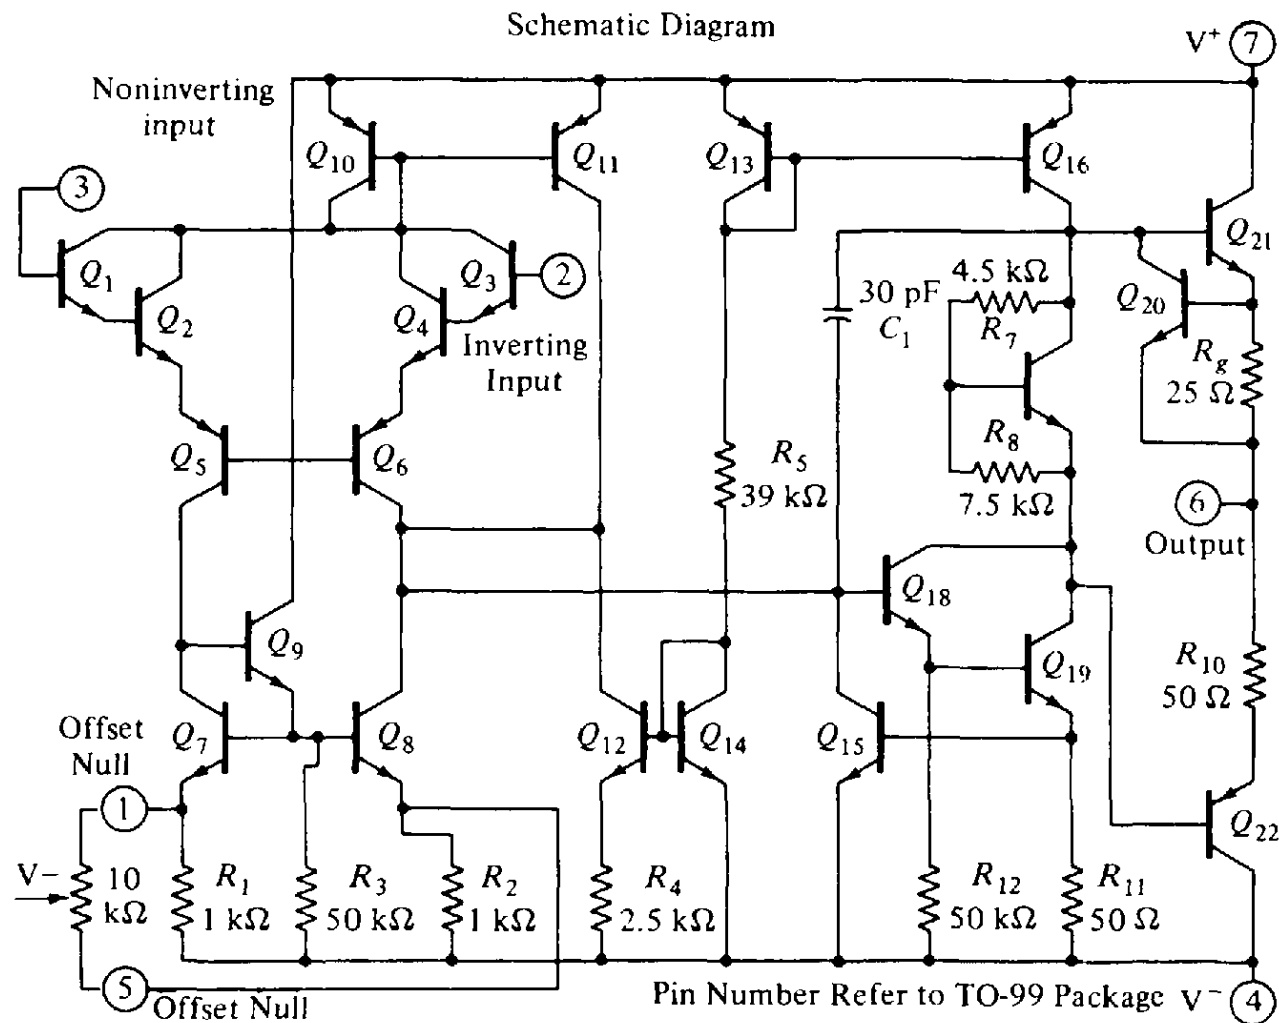 Schematic Diagram
V+ 7
Noninverting
input
3
Q10
Q11
Q13
Q16
Q1
Q2
Q3
2
Q4
Inverting
Input
Q21
Q20
4.5 kΩ
R7
30 pF
C1
Rg
25 Ω
Q5
Q6
R5
39 kΩ
R8
7.5 kΩ
6
Output
Q18
Q9
Q19
R10
50 Ω
Offset
Null
Q7
Q8
Q12
Q14
Q15
1
Q22
V−
10
kΩ
R1
1 kΩ
R3
50 kΩ
R2
1 kΩ
R4
2.5 kΩ
R12
50 kΩ
R11
50 Ω
5
Offset Null
Pin Number Refer to TO-99 Package V− 4